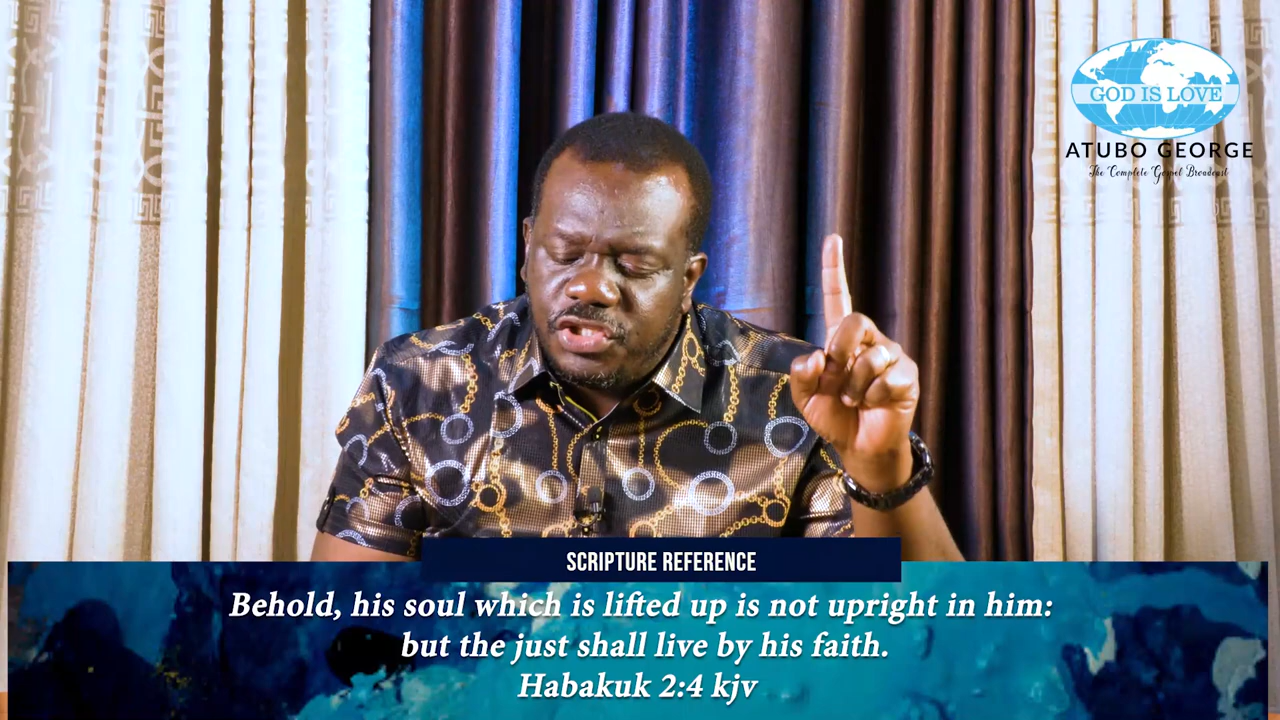 GOD IS LOVE
ATUBO GEORGE
The Complete Gospel Broadcast
SCRIPTURE REFERENCE
Behold, his soul which is lifted up is not upright in him:
but the just shall live by his faith.
Habakuk 2:4 kjv